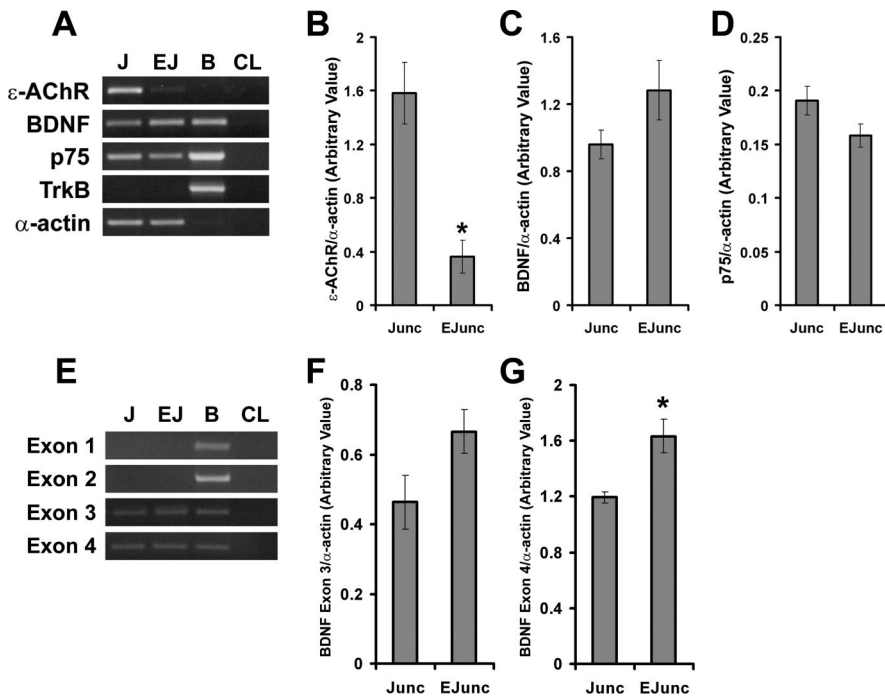 A
J EJ B CL
ε-AChR
BDNF
p75
TrkB
α-actin
B
ε-AChR/α-actin (Arbitrary Value)
2
1.6
1.2
0.8
0.4
0
Junc EJunc
*
C
BDNF/α-actin (Arbitrary Value)
1.6
1.2
0.8
0.4
0
Junc EJunc
D
p75/α-actin (Arbitrary Value)
0.25
0.2
0.15
0.1
0.05
0
Junc EJunc
E
J EJ B CL
Exon 1
Exon 2
Exon 3
Exon 4
F
BDNF Exon 3/α-actin (Arbitrary Value)
0.8
0.6
0.4
0.2
0
Junc EJunc
G
BDNF Exon 4/α-actin (Arbitrary Value)
2
1.6
1.2
0.8
0.4
0
Junc EJunc
*